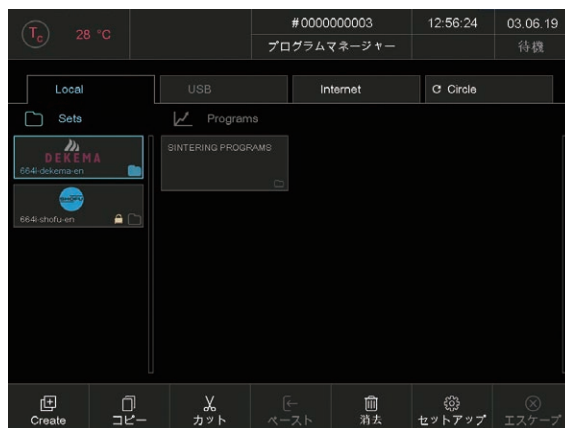 Tc 28 °C
#0000000003 12:56:24 03.06.19
プログラムマネージャー 待機
Local USB Internet Circle
Sets Programs
DEKEMA
664i-dekema-en
SINTERING PROGRAMS
SHOFU
664i-shofu-en
Create コピー カット ペースト 消去 セットアップ エスケープ